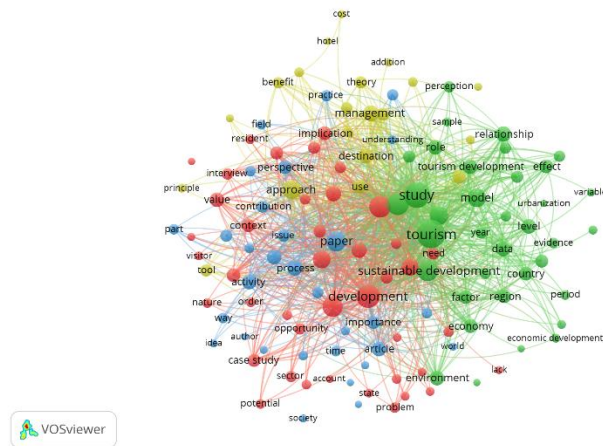 cost
hotel
addition
benefit
theory
perception
practice
management
sample
field
relationship
implication
role
resident
understanding
perspective
destination
tourism development
effect
interview
principle
approach
use
study
model
variable
value
urbanization
contribution
context
year
level
part
issue
paper
tourism
evidence
visitor
need
data
tool
process
sustainable development
country
activity
nature
order
development
factor
region
period
way
importance
economy
idea
author
opportunity
economic development
time
article
world
case study
sector
account
environment
lack
potential
state
problem
society
VOSviewer